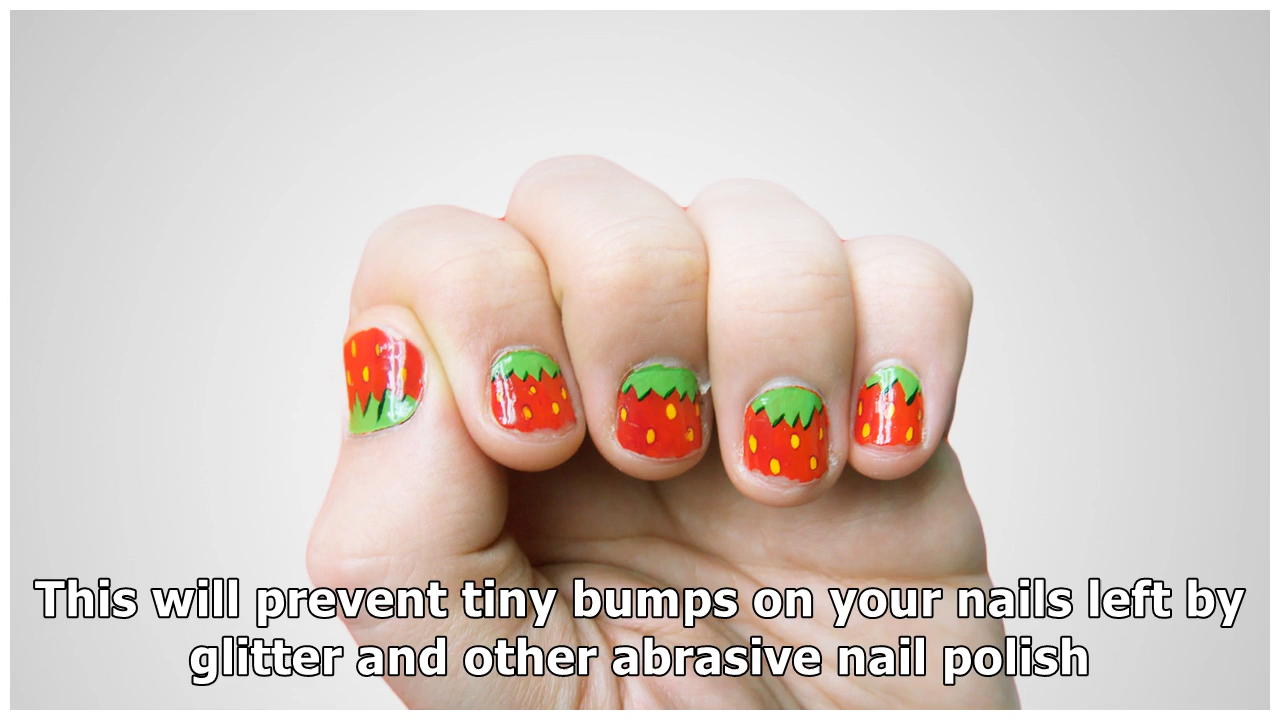 This will prevent tiny bumps on your nails left by
glitter and other abrasive nail polish